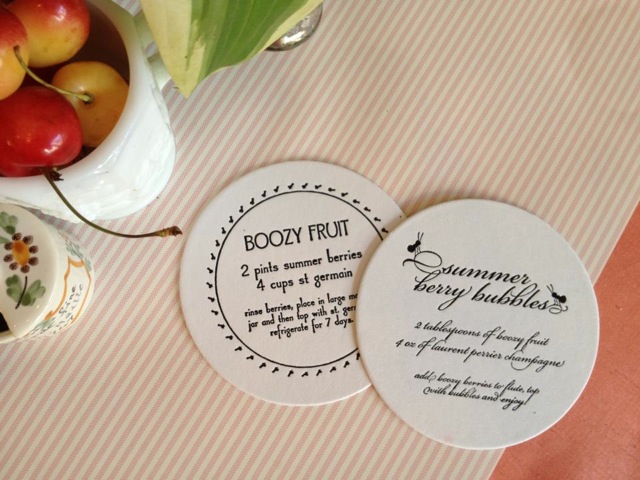 BOOZY FRUIT
2 pints summer berries
4 cups st germain
rinse berries, place in large
jar and then top with st.
refrigerate for 7 days.
summer
berry bubbles
2 tablespoons of boozy fruit
4 oz of laurent perrier champagne
add boozy berries to flute, top
with bubbles and enjoy!